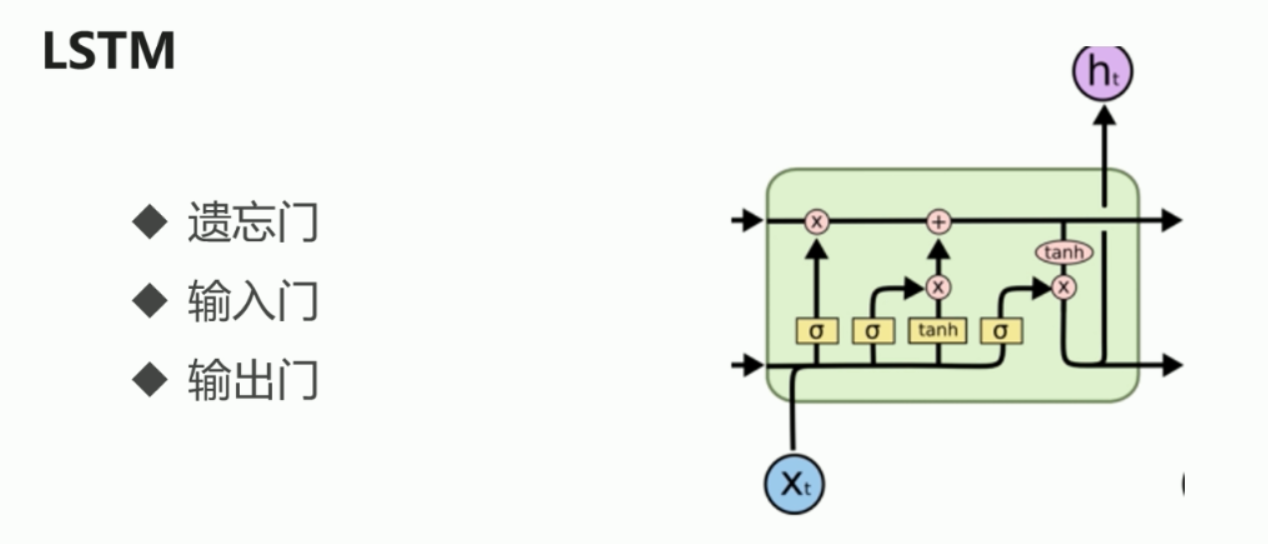 LSTM
遗忘门
输入门
输出门
ht
x +
tanh
x x
σ σ tanh σ
Xt